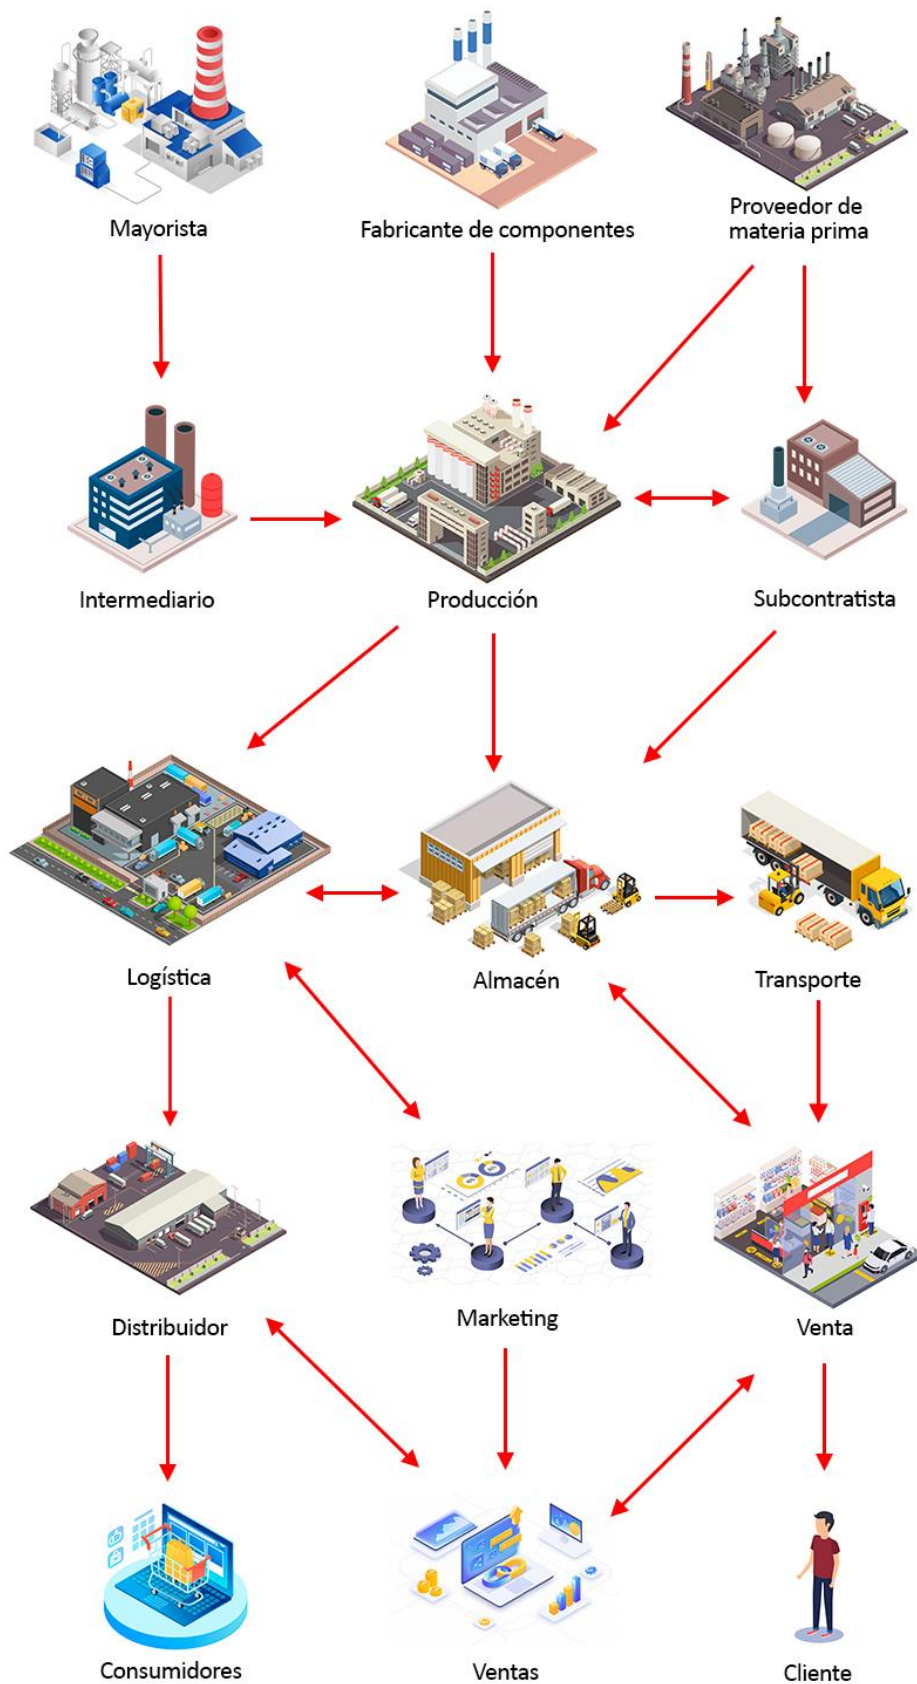 Mayorista
Fabricante de componentes
Proveedor de
materia prima
Intermediario
Producción
Subcontratista
Logística
Almacén
Transporte
Distribuidor
Marketing
Venta
Consumidores
Ventas
Cliente